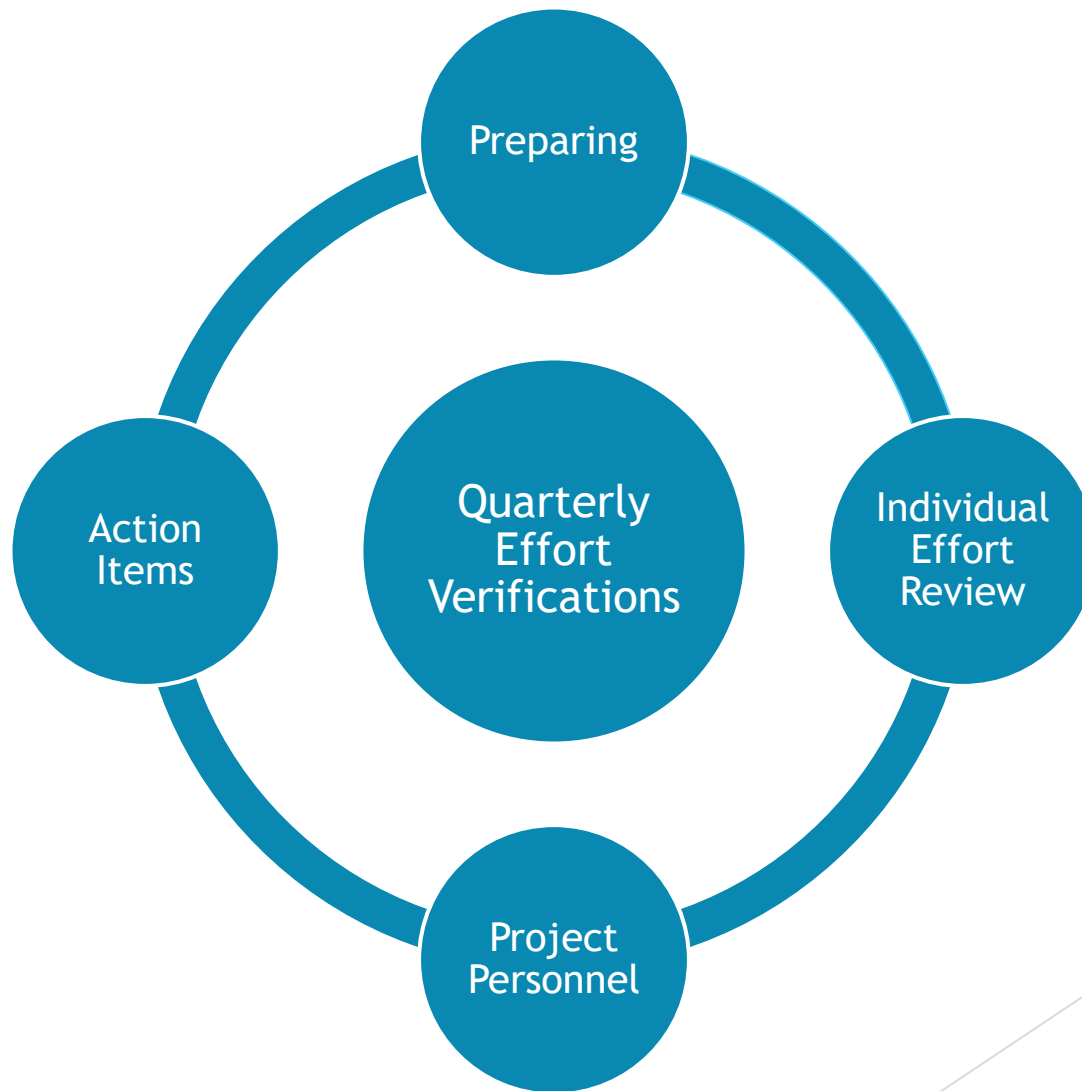 Preparing
Quarterly
Effort
Verifications
Individual
Effort
Review
Project
Personnel
Action
Items